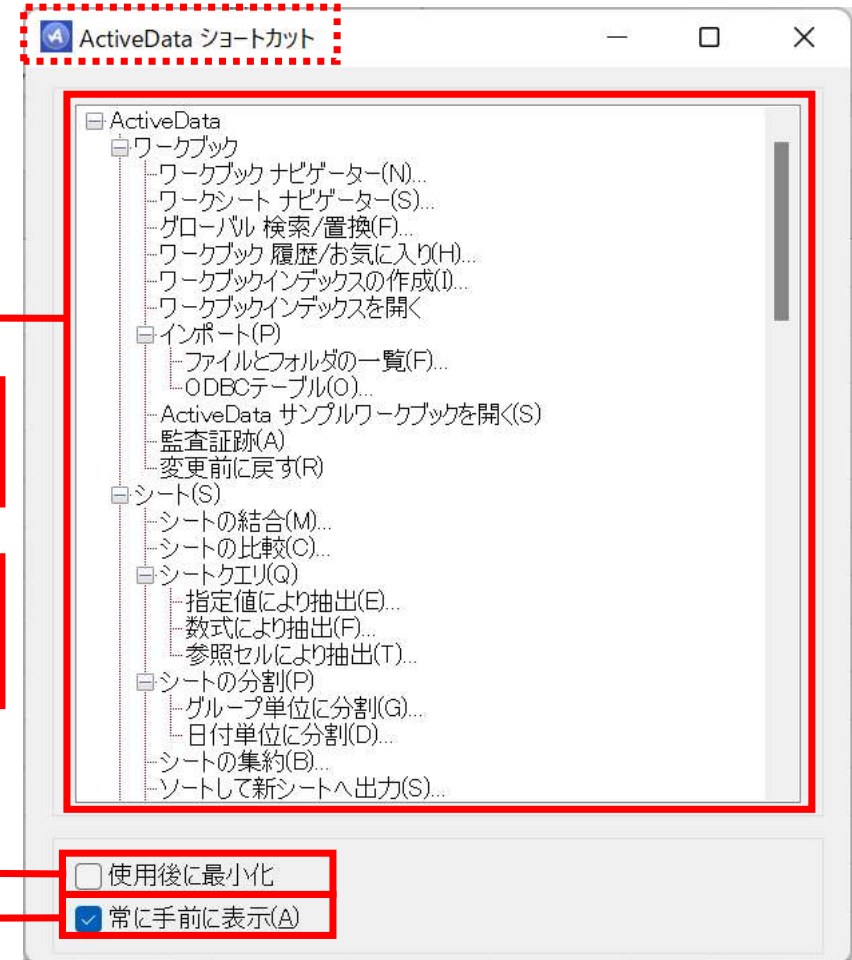 ActiveData ショートカット
ActiveData
ワークブック
ワークブック ナビゲーター(N)...
ワークシート ナビゲーター(S)...
グローバル 検索/置換(F)...
ワークブック 履歴/お気に入り(H)...
ワークブックインデックスの作成(I)...
ワークブックインデックスを開く
インポート(P)
ファイルとフォルダの一覧(F)...
ODBCテーブル(O)...
ActiveData サンプルワークブックを開く(S)
監査証跡(A)
変更前に戻す(R)
シート(S)
シートの結合(M)...
シートの比較(C)...
シートクエリ(Q)
指定値により抽出(E)...
数式により抽出(F)...
参照セルにより抽出(T)...
シートの分割(P)
グループ単位に分割(G)...
日付単位に分割(D)...
シートの集約(B)...
ソートして新シートへ出力(S)...
使用後に最小化
常に手前に表示(A)